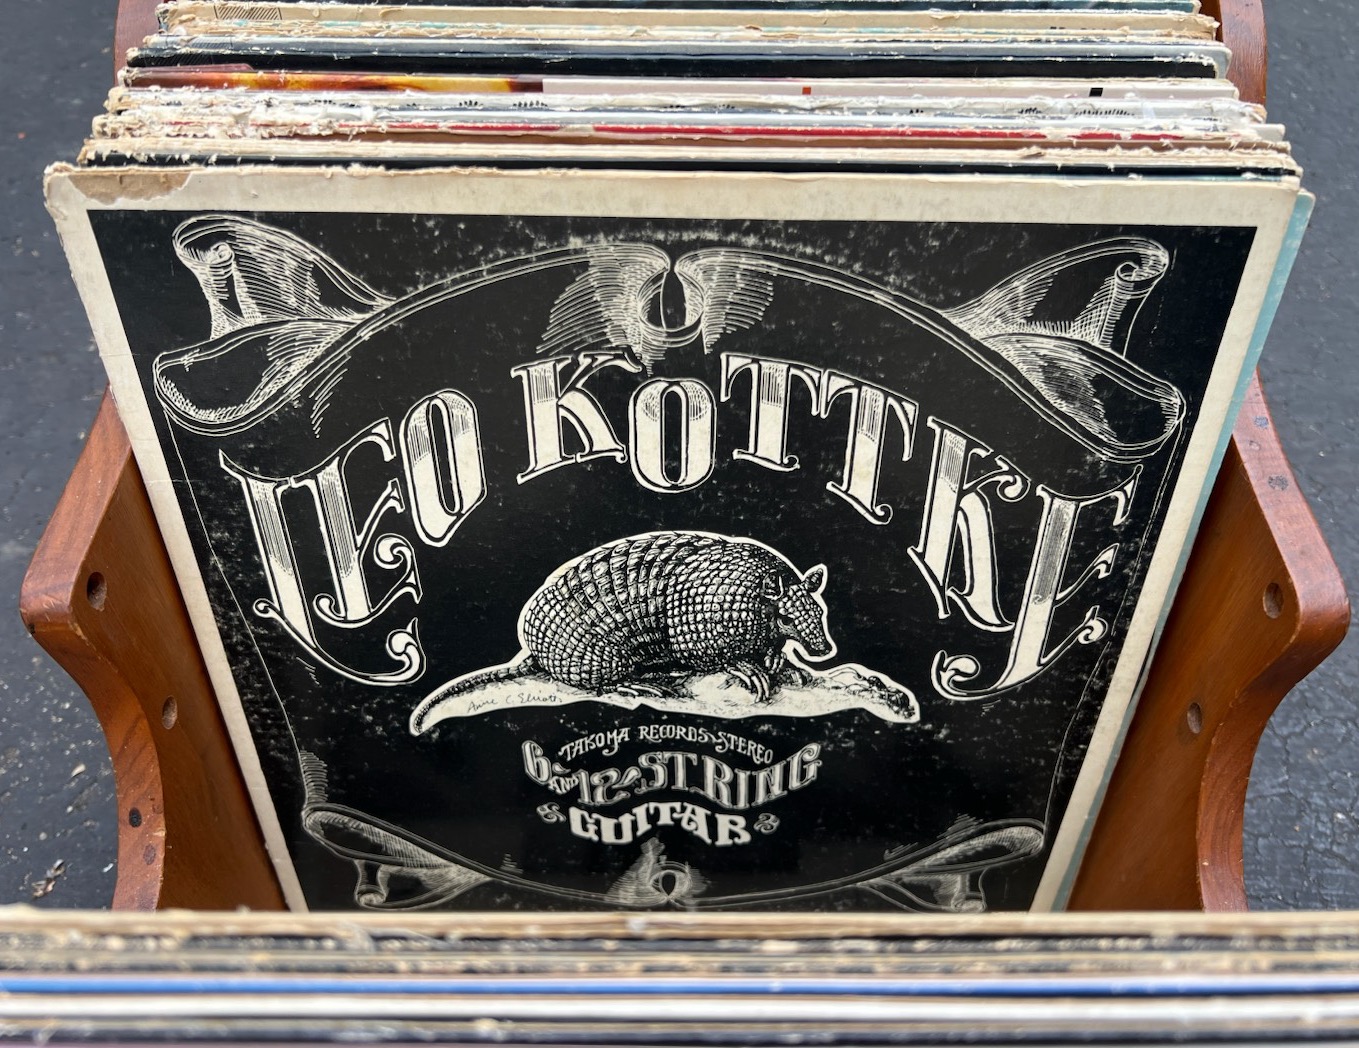 LEO KOTTKE
Anne C. Elliott
TAKOMA RECORDS STEREO
6 AND 12 STRING
GUITAR